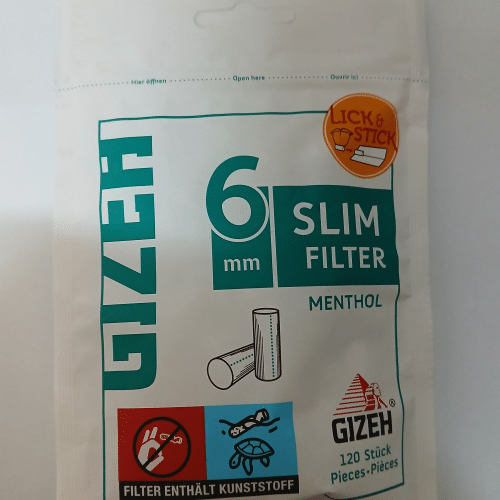 Hier öffnen
Open here
Ouvrir ici
LICK &
STICK
GIZEH
6
mm
SLIM
FILTER
MENTHOL
GIZEH®
120 Stück
Pieces • Pièces
FILTER ENTHÄLT KUNSTSTOFF